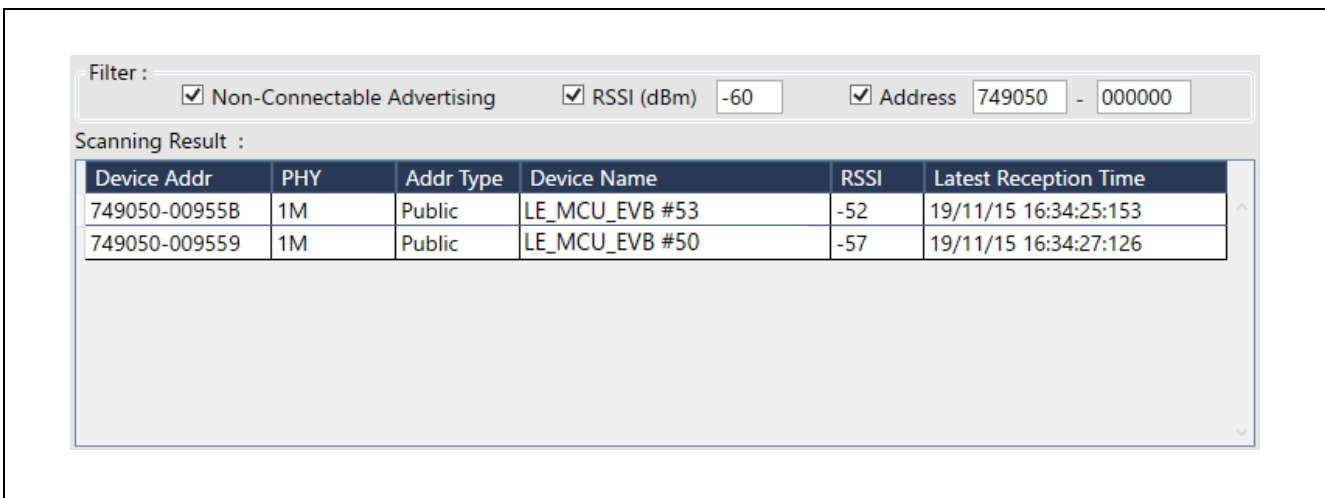 Filter :
Non-Connectable Advertising RSSI (dBm) -60 Address 749050 - 000000
Scanning Result :
Device Addr PHY Addr Type Device Name RSSI Latest Reception Time
749050-00955B 1M Public LE_MCU_EVB #53 -52 19/11/15 16:34:25:153
749050-009559 1M Public LE_MCU_EVB #50 -57 19/11/15 16:34:27:126